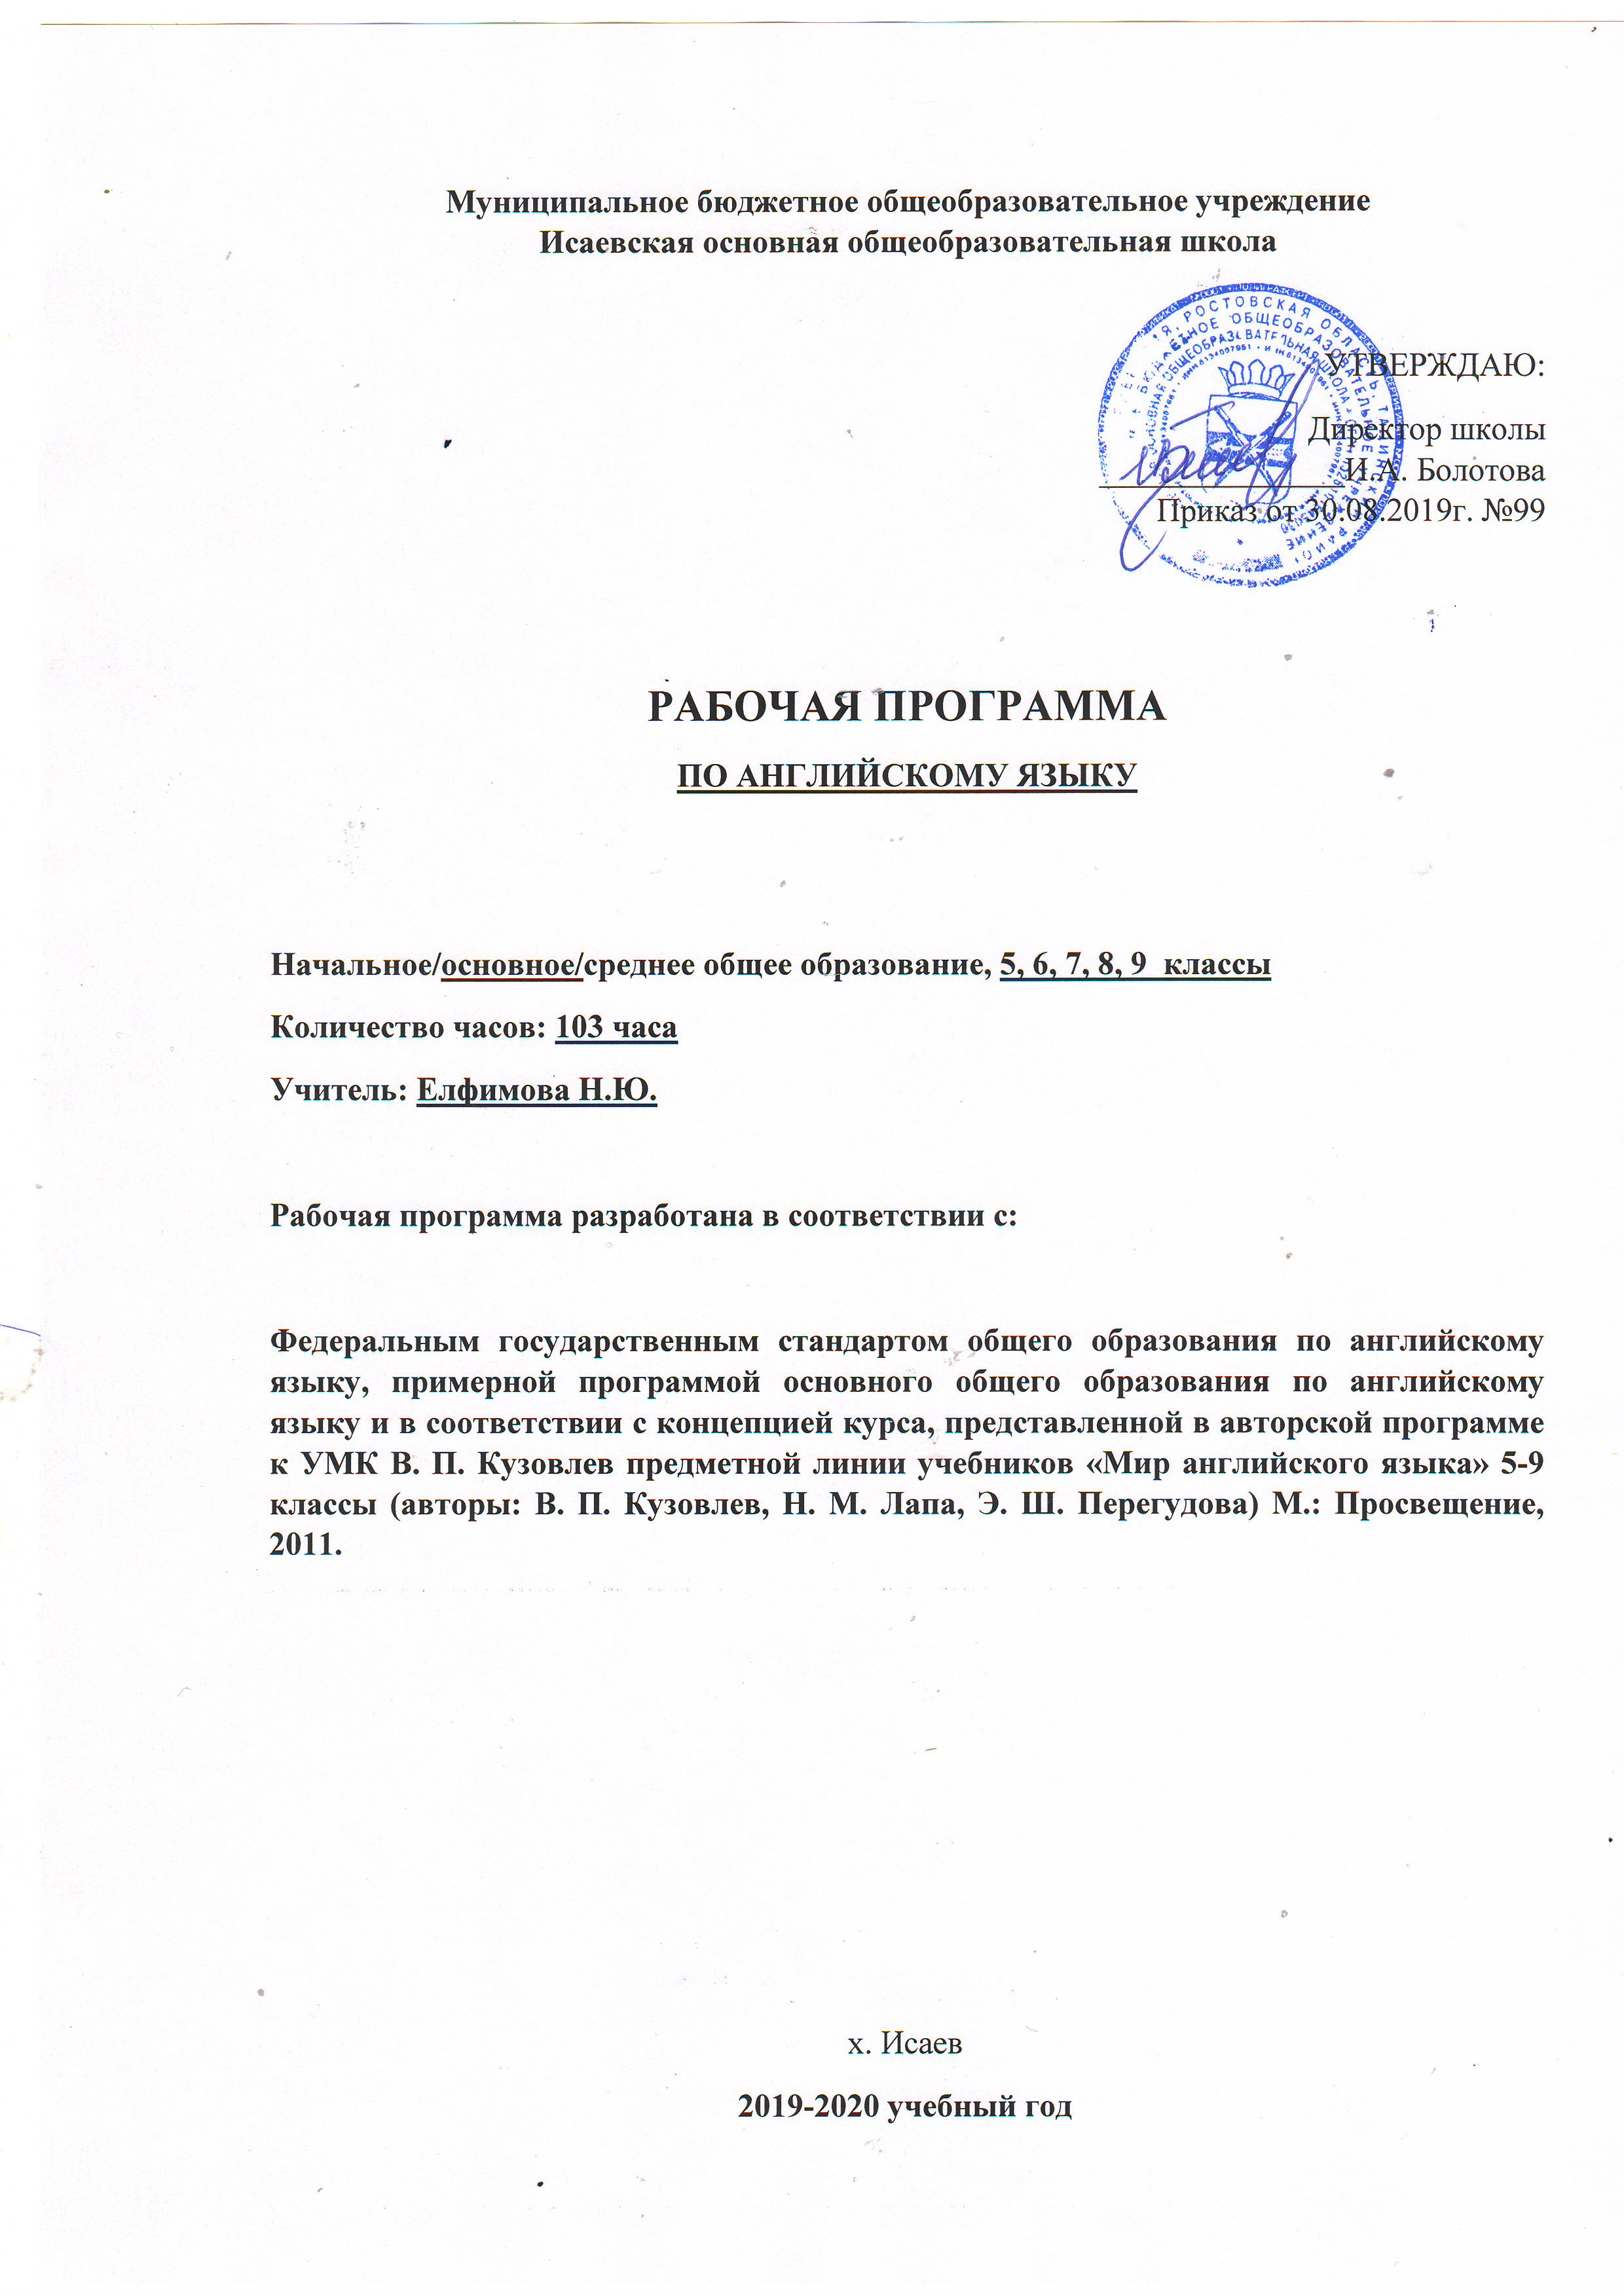 Муниципальное бюджетное общеобразовательное учреждение
Исаевская основная общеобразовательная школа
РОСТОВСКАЯ ОБЛАСТЬ
УТВЕРЖДАЮ:
Директор школы
И.А. Болотова
Приказ от 30.08.2019г. №99
РАБОЧАЯ ПРОГРАММА
ПО АНГЛИЙСКОМУ ЯЗЫКУ
Начальное/основное/среднее общее образование, 5, 6, 7, 8, 9 классы
Количество часов: 103 часа
Учитель: Елфимова Н.Ю.
Рабочая программа разработана в соответствии с:
Федеральным государственным стандартом общего образования по английскому
языку, примерной программой основного общего образования по английскому
языку и в соответствии с концепцией курса, представленной в авторской программе
к УМК В. П. Кузовлев предметной линии учебников «Мир английского языка» 5-9
классы (авторы: В. П. Кузовлев, Н. М. Лапа, Э. Ш. Перегудова) М.: Просвещение,
2011.
х. Исаев
2019-2020 учебный год